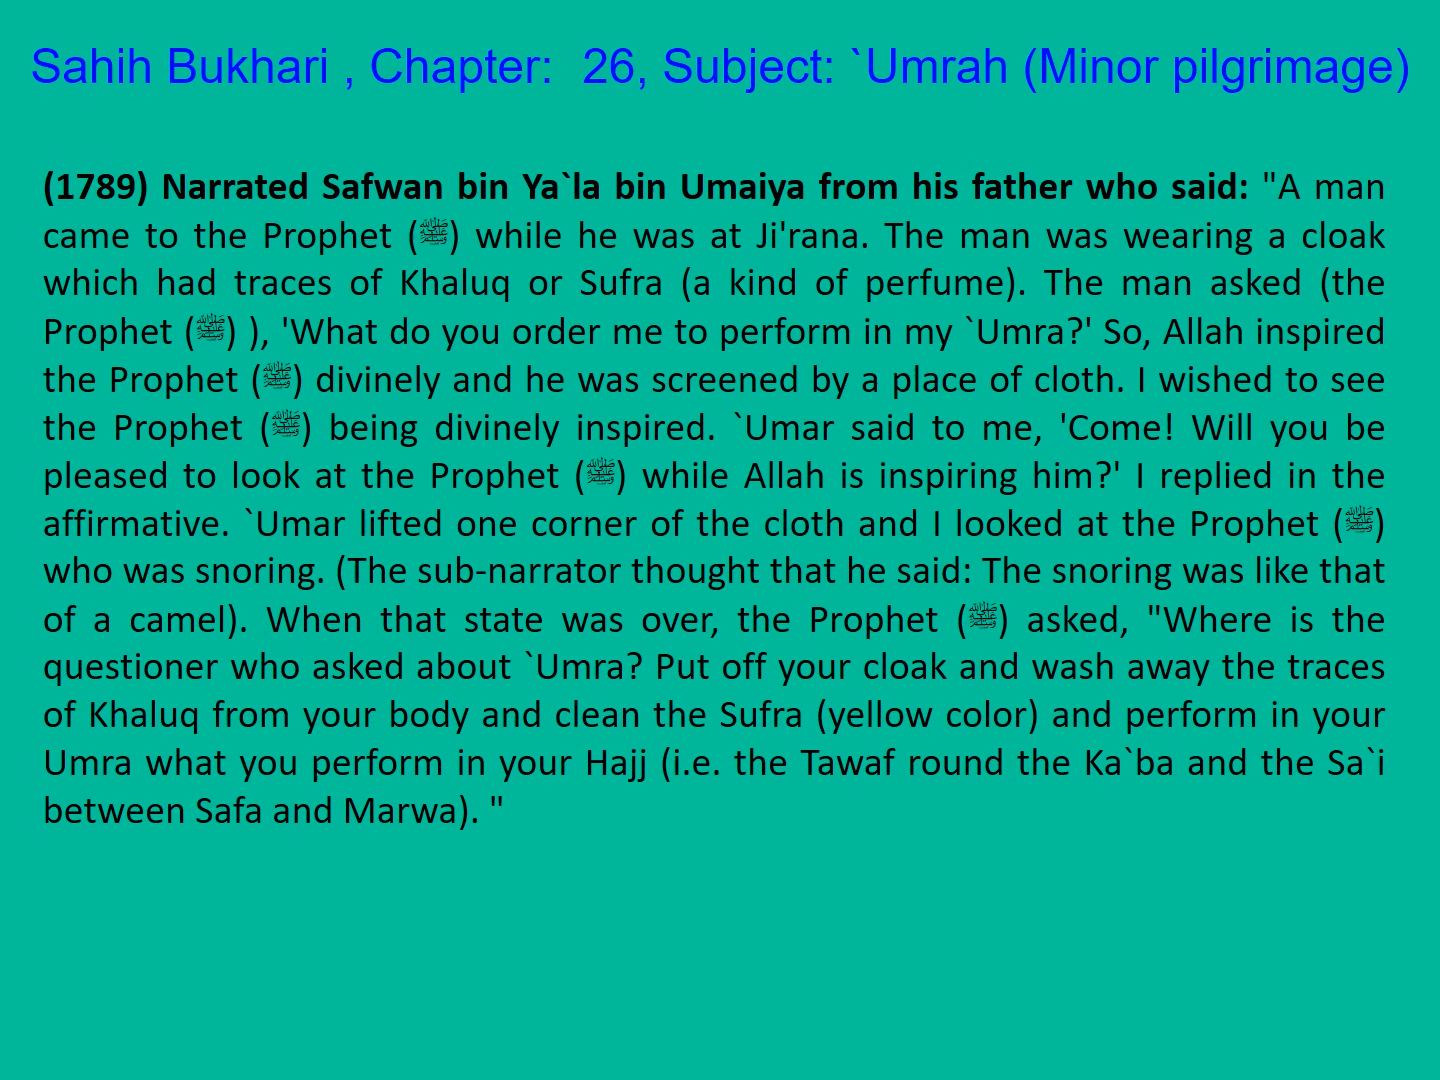 Sahih Bukhari , Chapter:  26, Subject: `Umrah (Minor pilgrimage)
(1789) Narrated Safwan bin Ya`la bin Umaiya from his father who said: "A man
came to the Prophet (ﷺ) while he was at Ji'rana. The man was wearing a cloak
which had traces of Khaluq or Sufra (a kind of perfume). The man asked (the
Prophet (ﷺ) ), 'What do you order me to perform in my `Umra?' So, Allah inspired
the Prophet (ﷺ) divinely and he was screened by a place of cloth. I wished to see
the Prophet (ﷺ) being divinely inspired. `Umar said to me, 'Come! Will you be
pleased to look at the Prophet (ﷺ) while Allah is inspiring him?' I replied in the
affirmative. `Umar lifted one corner of the cloth and I looked at the Prophet (ﷺ)
who was snoring. (The sub-narrator thought that he said: The snoring was like that
of a camel). When that state was over, the Prophet (ﷺ) asked, "Where is the
questioner who asked about `Umra? Put off your cloak and wash away the traces
of Khaluq from your body and clean the Sufra (yellow color) and perform in your
Umra what you perform in your Hajj (i.e. the Tawaf round the Ka`ba and the Sa`i
between Safa and Marwa). "